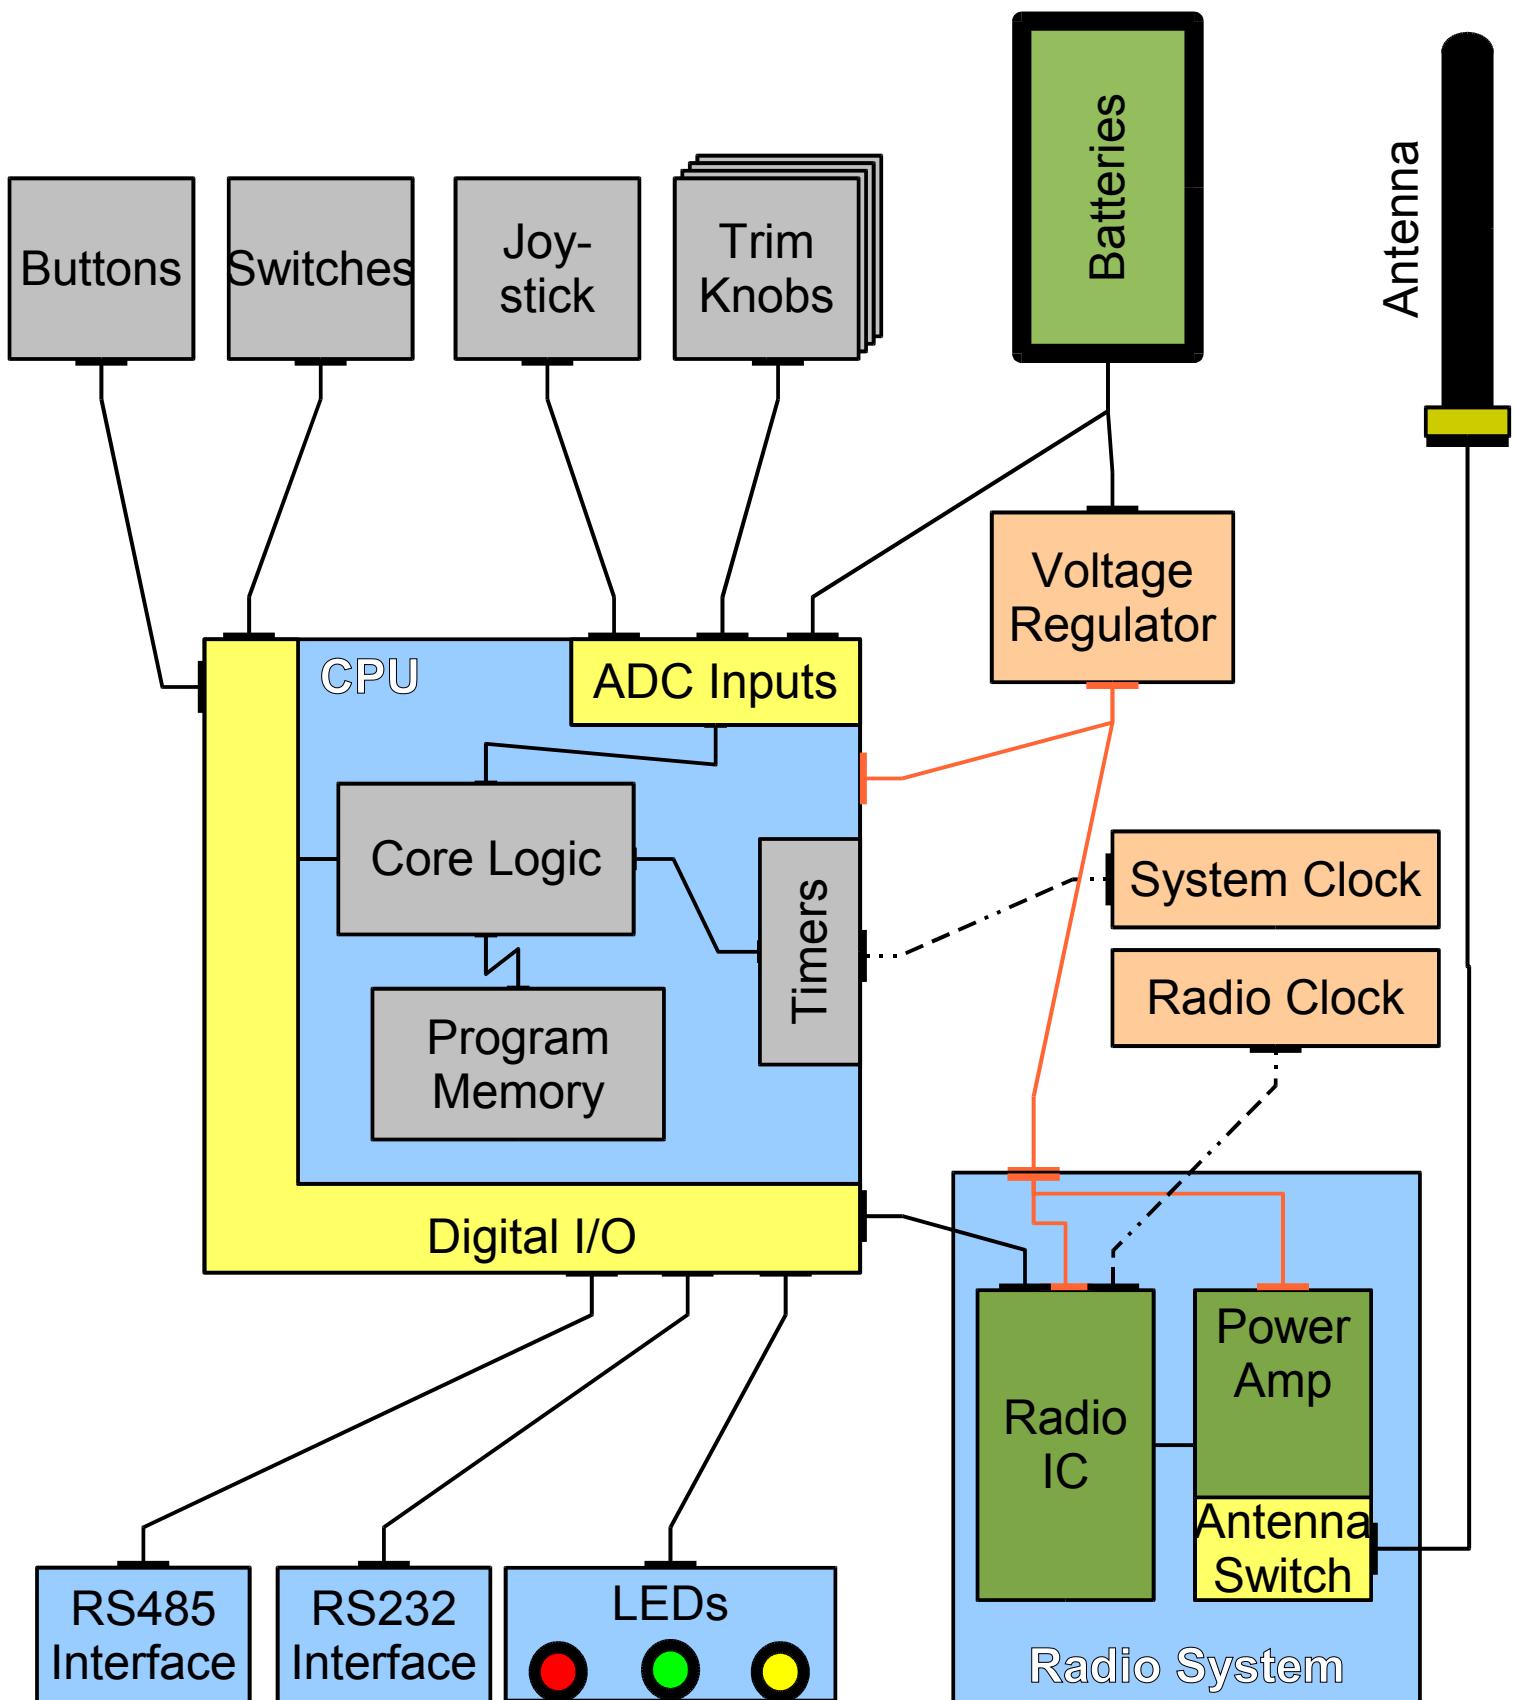 Batteries
Antenna
Buttons
Switches
Joy-
stick
Trim
Knobs
Voltage
Regulator
CPU
ADC Inputs
Core Logic
Timers
System Clock
Radio Clock
Program
Memory
Digital I/O
Power
Amp
Radio
IC
Antenna
Switch
RS485
Interface
RS232
Interface
LEDs
Radio System